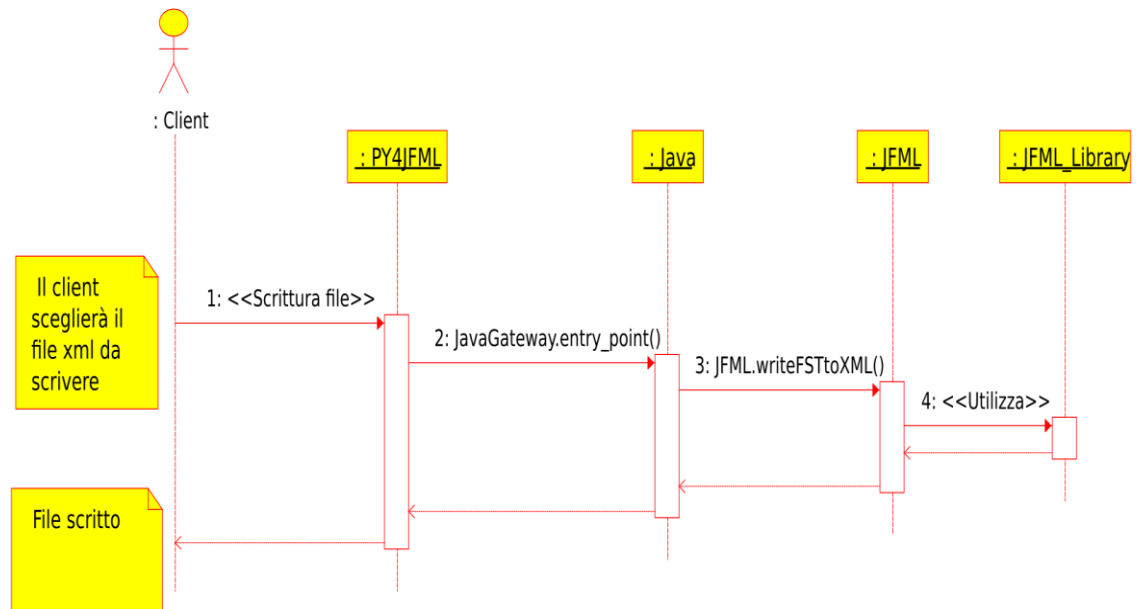 : Client
: PY4JFML
: Java
: JFML
: JFML_Library
Il client
sceglierà il
file xml da
scrivere
1: <<Scrittura file>>
2: JavaGateway.entry_point()
3: JFML.writeFSTtoXML()
4: <<Utilizza>>
File scritto